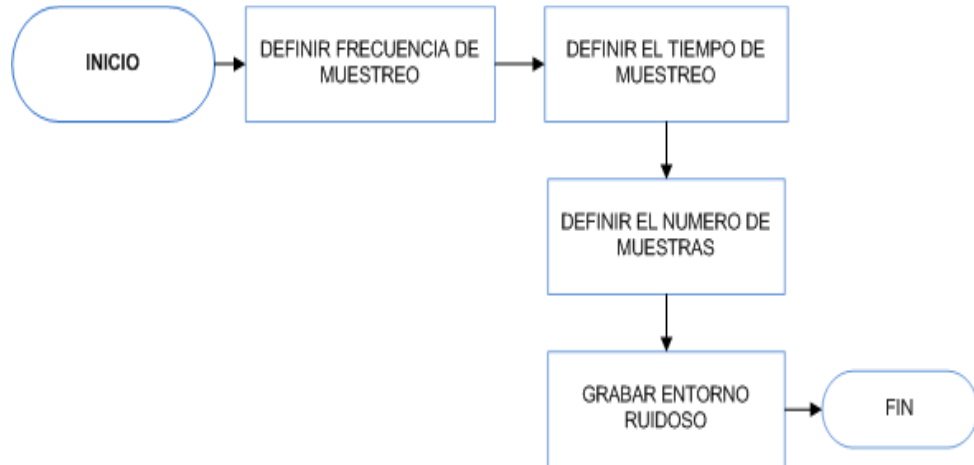 INICIO
DEFINIR FRECUENCIA DE
MUESTREO
DEFINIR EL TIEMPO DE
MUESTREO
DEFINIR EL NUMERO DE
MUESTRAS
GRABAR ENTORNO
RUIDOSO
FIN